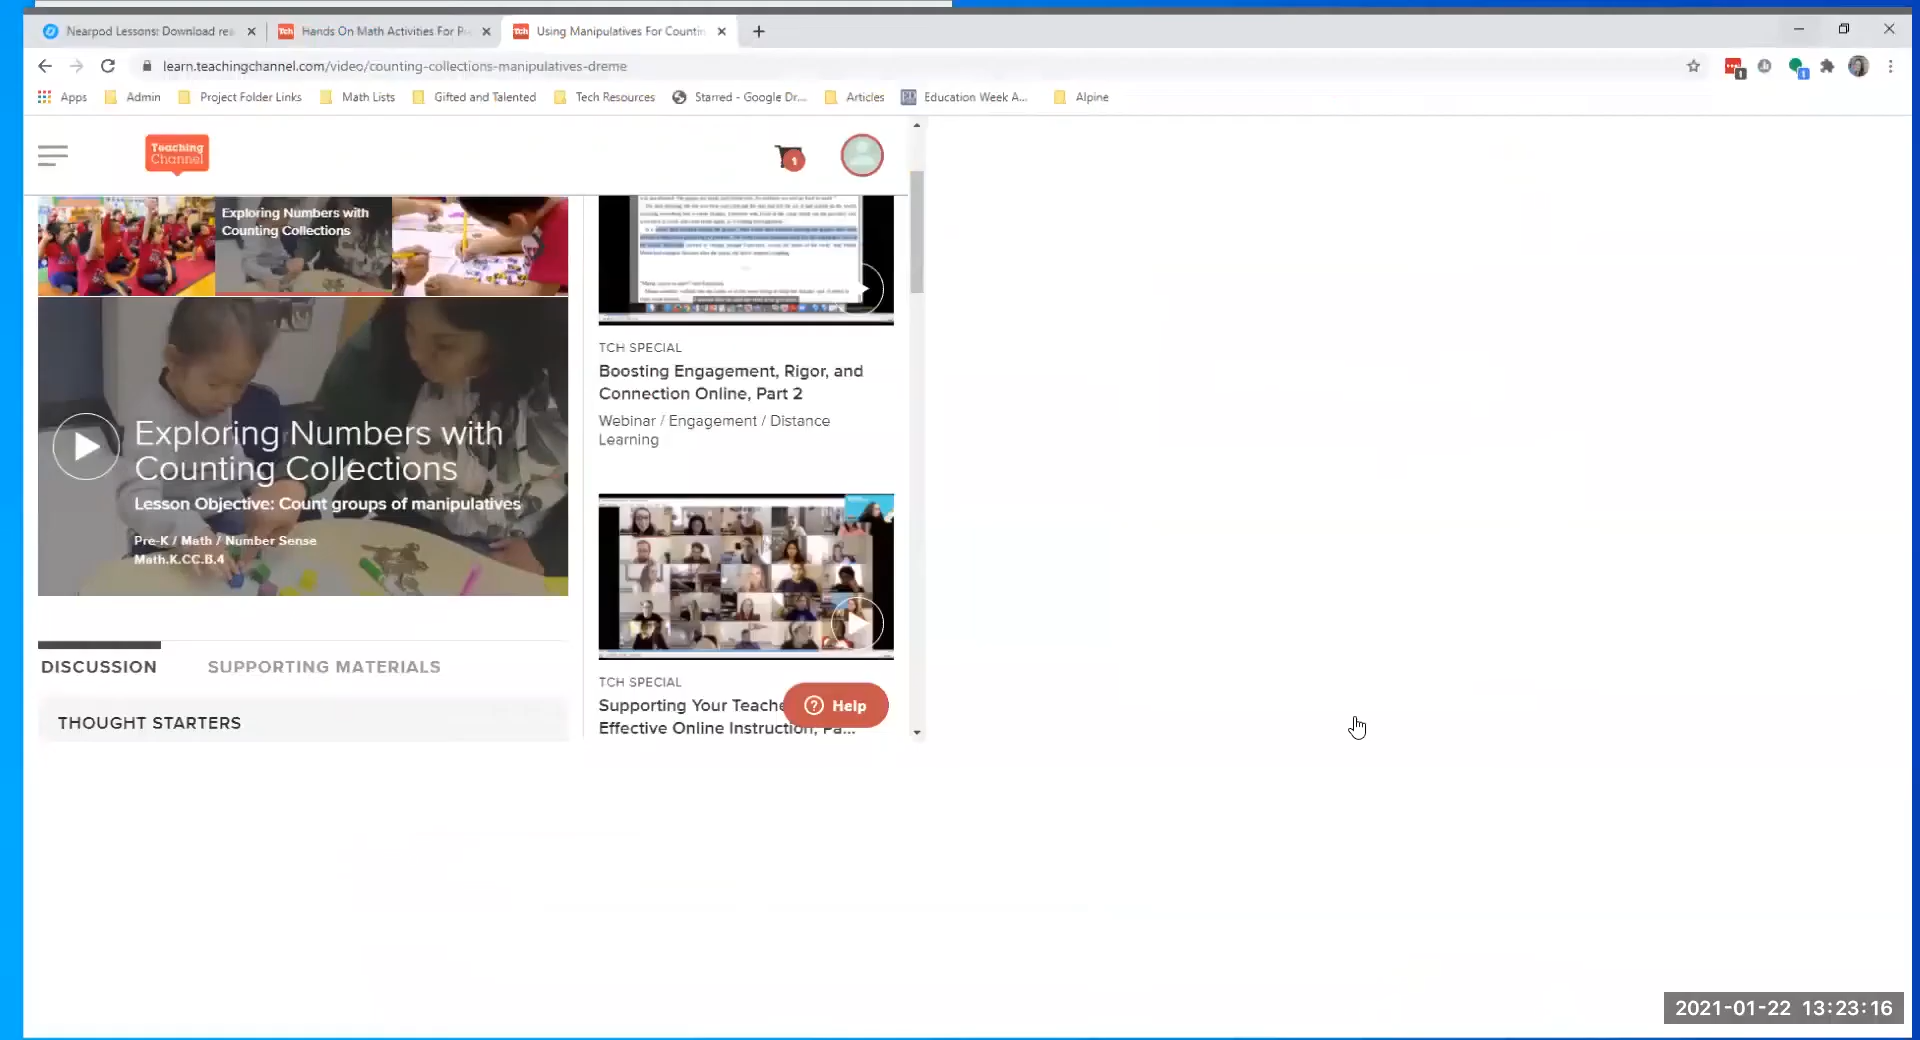 Nearpod Lessons: Download rea
Hands On Math Activities For Pr
Using Manipulatives For Countin
learn.teachingchannel.com/video/counting-collections-manipulatives-dreme
Apps
Admin
Project Folder Links
Math Lists
Gifted and Talented
Tech Resources
Starred - Google Dr...
Articles
Education Week A...
Alpine
Teaching
Channel
1
Exploring Numbers with
Counting Collections
Exploring Numbers with
Counting Collections
Lesson Objective: Count groups of manipulatives
Pre-K / Math / Number Sense
Math.K.CC.B.4
DISCUSSION
SUPPORTING MATERIALS
THOUGHT STARTERS
TCH SPECIAL
Boosting Engagement, Rigor, and
Connection Online, Part 2
Webinar / Engagement / Distance
Learning
TCH SPECIAL
Supporting Your Teache
Effective Online Instruction, Pa...
Help
2021-01-22 13:23:16